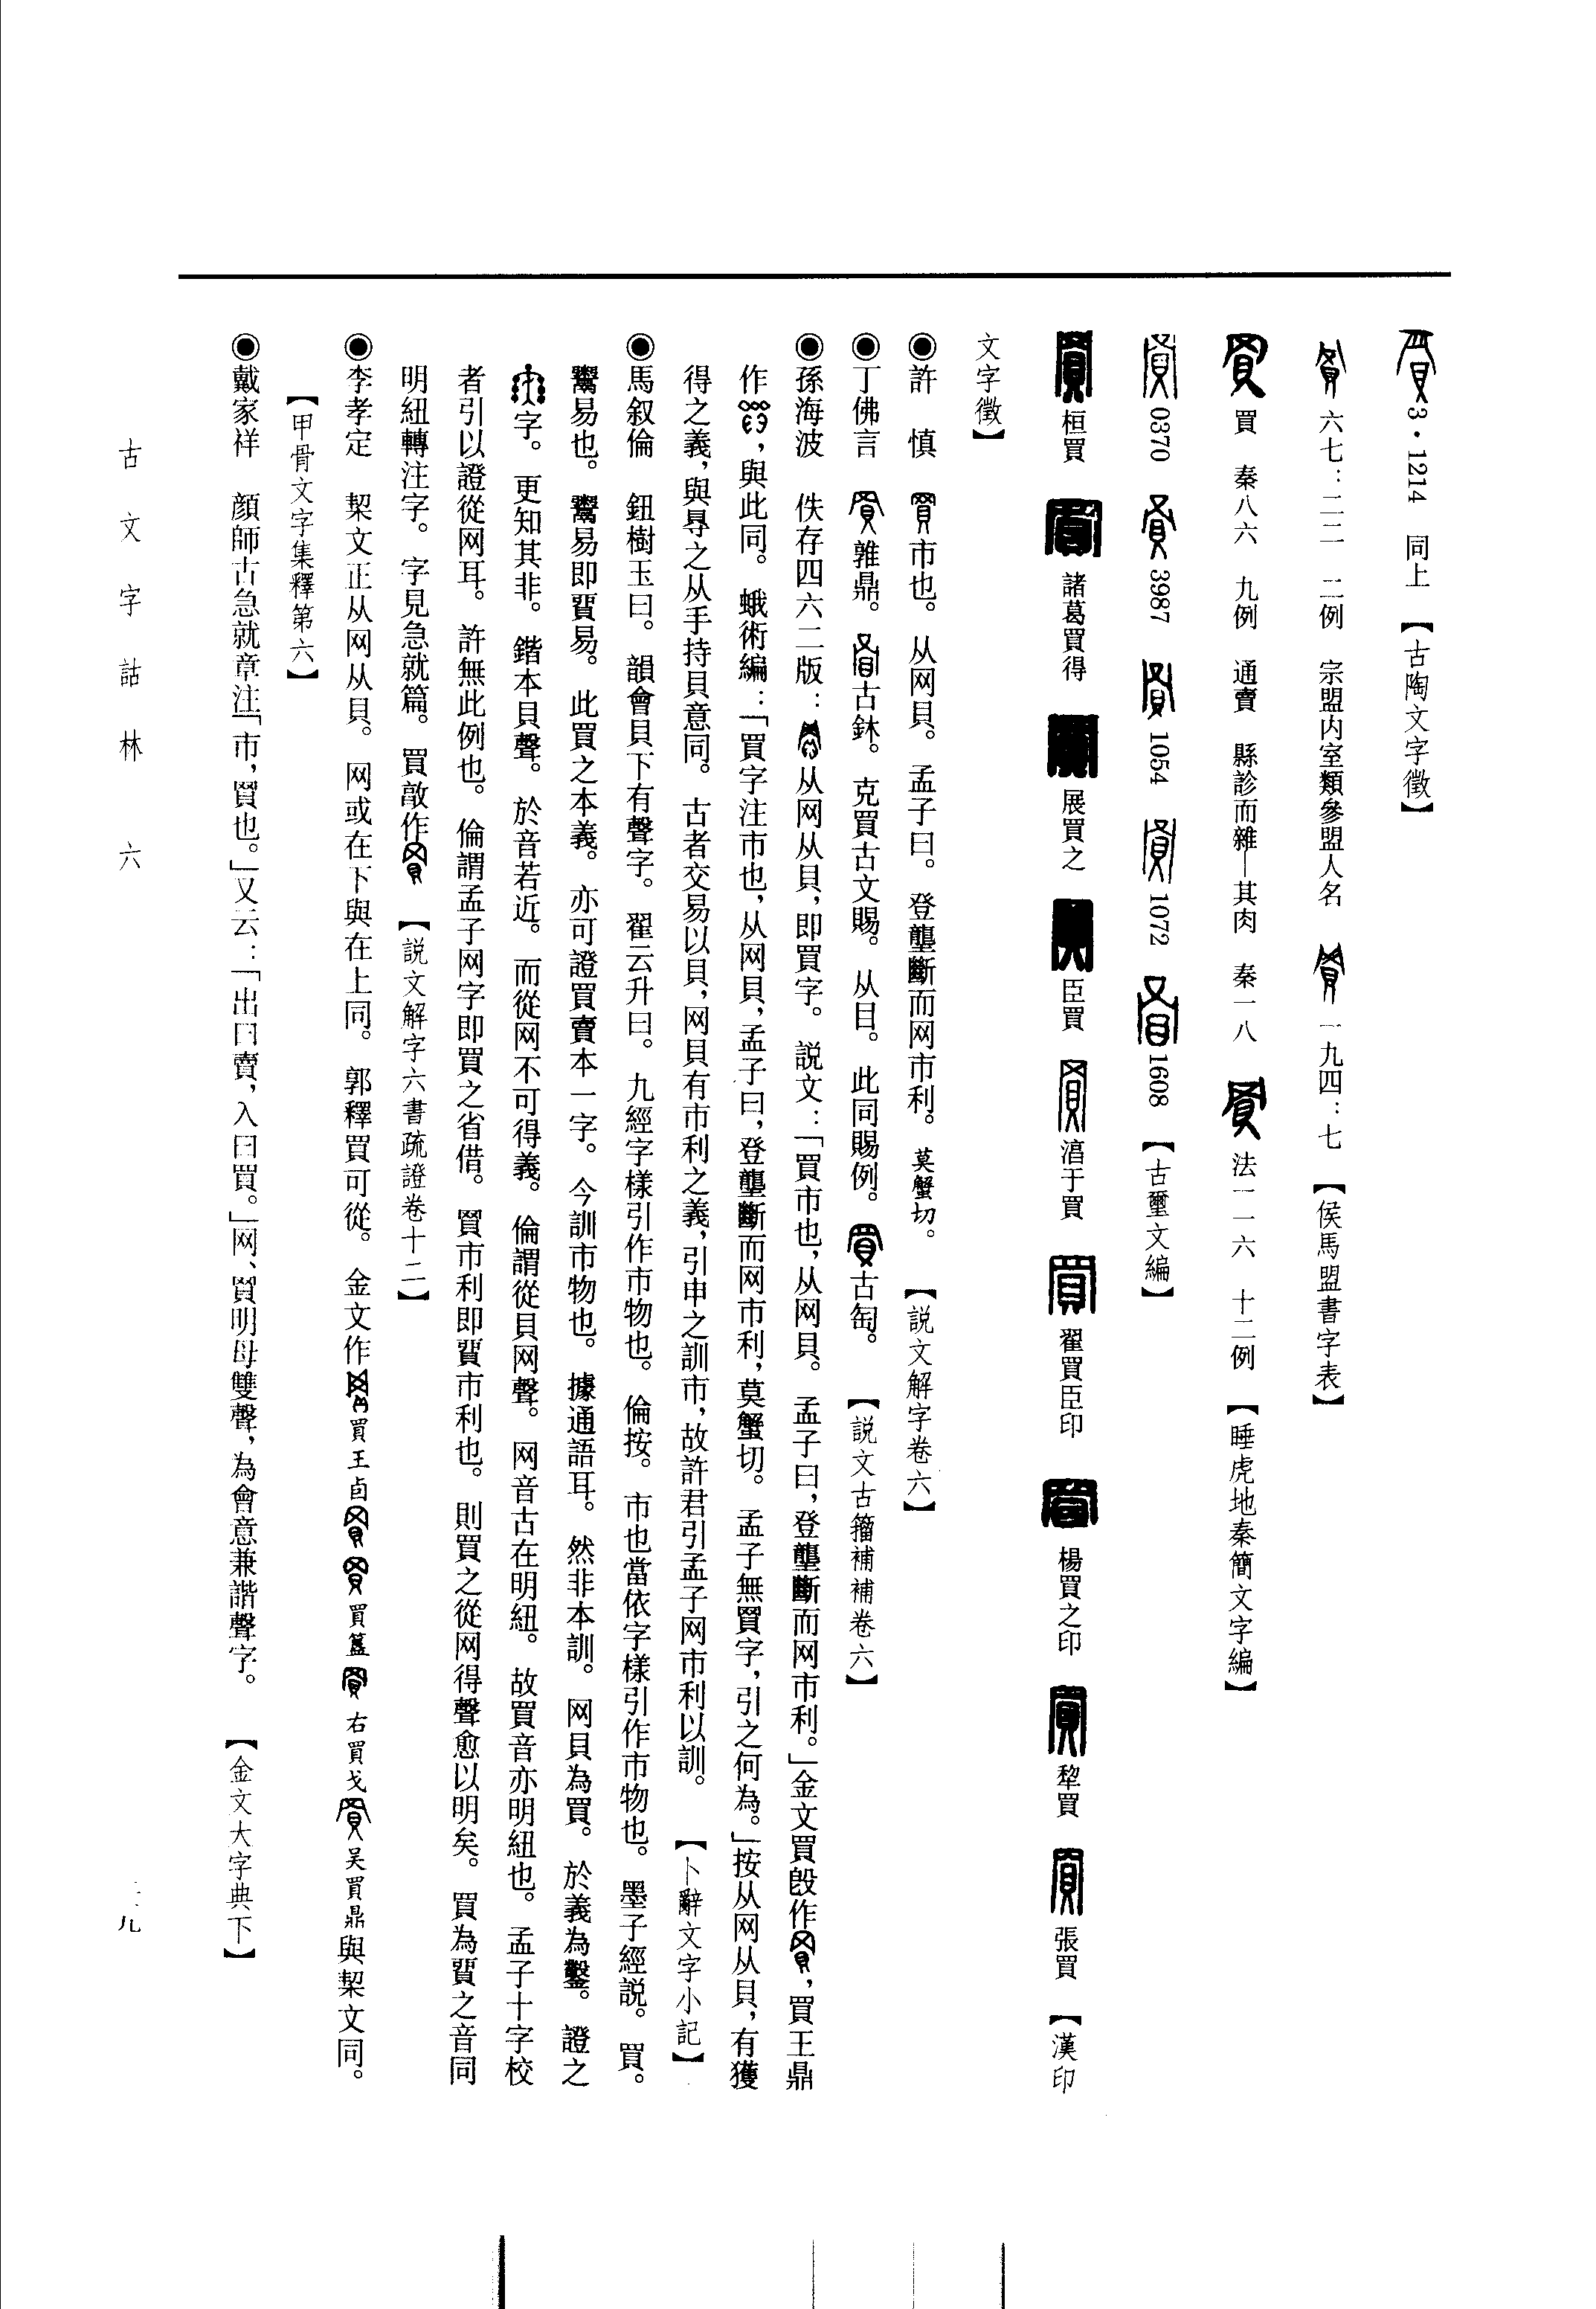 3·1214 同上 【古陶文字徵】
六七：二二 二例 宗盟内室類參盟人名 一九四：七 【侯馬盟書字表】
買 秦八六 九例 通賣 縣診而雜—其肉 秦一八 法一一六 十二例 【睡虎地秦簡文字編】
0370 3987 1054 1072 1608 【古璽文編】
桓買 諸葛買得 展買之 臣買 淯于買 翟買臣印 楊買之印 犂買 張買 【漢印
文字徵】
◉許 慎 市也。从网貝。孟子曰。登壟斷而网市利。莫蟹切。 【説文解字卷六】
◉丁佛言 雒鼎。古鉥。克買古文賜。从目。此同賜例。古匋。 【説文古籀補補卷六】
◉孫海波 佚存四六二版：从网从貝，即買字。説文：「買市也，从网貝。孟子曰，登壟斷而网市利。」金文買𣪘作，買王鼎
作，與此同。蛾術編：「買字注市也，从网貝，孟子曰，登壟斷而网市利，莫蟹切。孟子無買字，引之何為。」按从网从貝，有獲
得之義，與㝵之从手持貝意同。古者交易以貝，网貝有市利之義，引申之訓市，故許君引孟子网市利以訓。 【卜辭文字小記】
◉馬叙倫 鈕樹玉曰。韻會貝下有聲字。翟云升曰。九經字樣引作市物也。倫按。市也當依字樣引作市物也。墨子經説。買。
鬻易也。鬻易即賈易。此買之本義。亦可證買賣本一字。今訓市物也。據通語耳。然非本訓。网貝為買。於義為鑿。證之
字。更知其非。鍇本貝聲。於音若近。而從网不可得義。倫謂從貝网聲。网音古在明紐。故買音亦明紐也。孟子十字校
者引以證從网耳。許無此例也。倫謂孟子网字即買之省借。買市利即貿市利也。則買之從网得聲愈以明矣。買為貿之音同
明紐轉注字。字見急就篇。買敵作 【説文解字六書疏證卷十二】
◉李孝定 栔文正从网从貝。网或在下與在上同。郭釋買可從。金文作買王卣買簋右買戈吴買鼎與栔文同。
【甲骨文字集釋第六】
◉戴家祥 顔師古急就章注「市，買也。」又云：「出曰賣，入曰買。」网、買明母雙聲，為會意兼諧聲字。 【金文大字典下】
古文字詁林 六